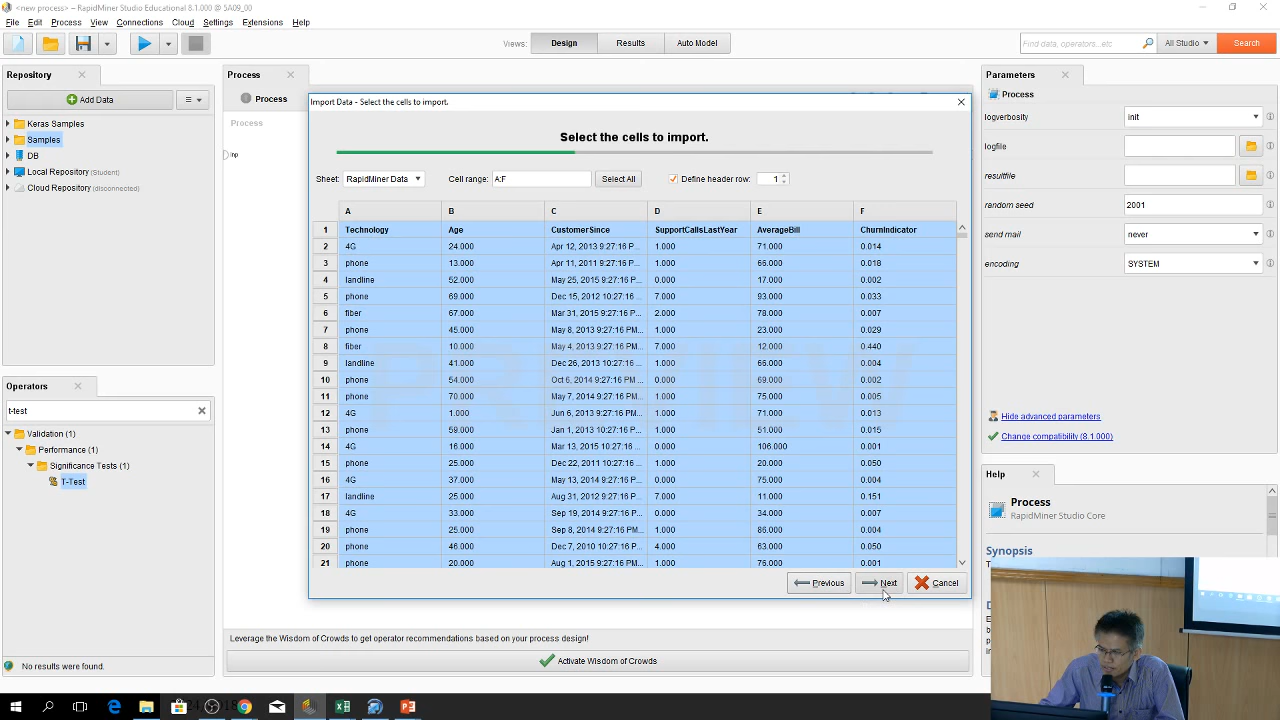 <new process> – RapidMiner Studio Educational 8.1.000 @ 5A09_00
File Edit Process View Connections Cloud Settings Extensions Help
Views: Design Results Auto Model
Find data, operators...etc All Studio Search
Repository
Add Data
Keras Samples
Samples
DB
Local Repository (Student)
Cloud Repository (disconnected)
Operators
t-test
Validation (1)
Performance (1)
Significance Tests (1)
T-Test
No results were found.
Process
Process
Process
inp
Import Data - Select the cells to import.
Select the cells to import.
Sheet: RapidMiner Data Cell range: A:F Select All Define header row: 1
A B C D E F
1 Technology Age CustomerSince SupportCallsLastYear AverageBill ChurnIndicator
2 4G 24.000 Apr 12, 2013 9:27:16 P... 1.000 71.000 0.014
3 phone 13.000 Apr 11, 2011 9:27:16 P... 1.000 66.000 0.018
4 landline 52.000 May 25, 2015 9:27:16 P... 0.000 17.000 0.002
5 phone 69.000 Dec 15, 2012 10:27:16 ... 7.000 93.000 0.033
6 fiber 67.000 Mar 31, 2015 9:27:16 P... 2.000 78.000 0.007
7 phone 45.000 May 8, 2013 9:27:16 PM... 1.000 23.000 0.029
8 fiber 10.000 May 4, 2013 9:27:16 PM... 7.000 12.000 0.440
9 landline 41.000 Dec 26, 2013 10:27:16 ... 1.000 66.000 0.004
10 phone 54.000 Oct 6, 2014 9:27:16 PM... 0.000 69.000 0.002
11 phone 70.000 May 7, 2014 9:27:16 PM... 1.000 75.000 0.005
12 4G 1.000 Jun 6, 2013 9:27:16 PM... 1.000 71.000 0.013
13 phone 59.000 Jan 1, 2013 10:27:16 P... 1.000 51.000 0.015
14 4G 16.000 Mar 13, 2015 10:27:16 ... 0.000 106.000 0.001
15 phone 25.000 Dec 22, 2011 10:27:16 ... 1.000 20.000 0.050
16 4G 37.000 May 13, 2014 9:27:16 P... 0.000 75.000 0.004
17 landline 25.000 Aug 31, 2012 9:27:16 P... 7.000 11.000 0.151
18 4G 33.000 Sep 19, 2014 9:27:16 P... 0.000 34.000 0.007
19 phone 25.000 Sep 8, 2014 9:27:16 PM... 1.000 86.000 0.004
20 phone 46.000 Dec 7, 2010 10:27:16 P... 4.000 63.000 0.050
21 phone 20.000 Aug 1, 2015 9:27:16 PM... 1.000 76.000 0.001
PREVIEW
Previous Next Cancel
Leverage the Wisdom of Crowds to get operator recommendations based on your process design!
Activate Wisdom of Crowds
Parameters
Process
logverbosity init
logfile
resultfile
random seed 2001
send mail never
encoding SYSTEM
Hide advanced parameters
Change compatibility (8.1.000)
Help
Process
RapidMiner Studio Core
Synopsis